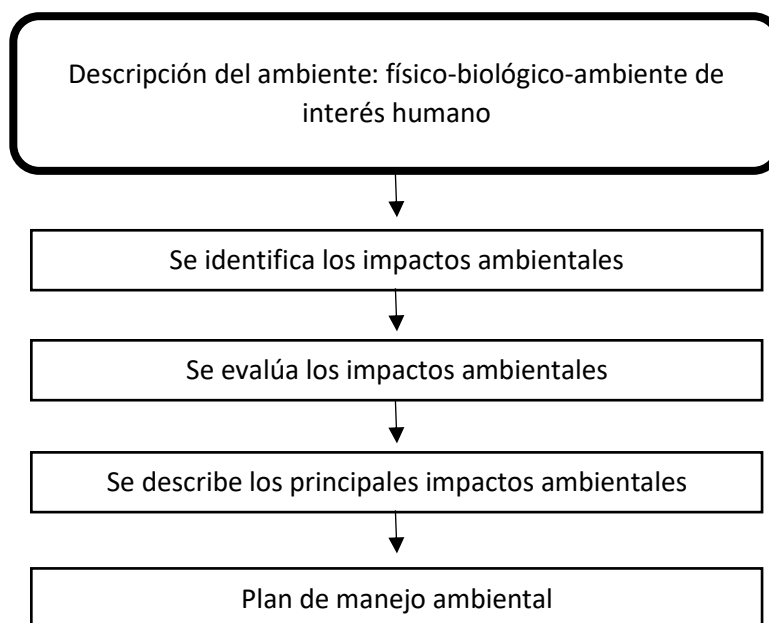 Descripción del ambiente: físico-biológico-ambiente de
interés humano
Se identifica los impactos ambientales
Se evalúa los impactos ambientales
Se describe los principales impactos ambientales
Plan de manejo ambiental